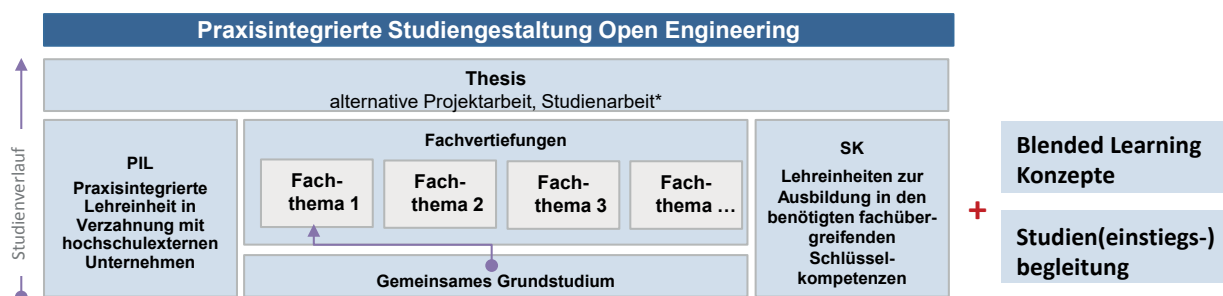 Praxisintegrierte Studiengestaltung Open Engineering
Studienverlauf
Thesis
alternative Projektarbeit, Studienarbeit*
PIL
Praxisintegrierte
Lehreinheit in
Verzahnung mit
hochschulexternen
Unternehmen
Fachvertiefungen
Fach-
thema 1
Fach-
thema 2
Fach-
thema 3
Fach-
thema ...
Gemeinsames Grundstudium
SK
Lehreinheiten zur
Ausbildung in den
benötigten fachüber-
greifenden
Schlüssel-
kompetenzen
+
Blended Learning
Konzepte
Studien(einstiegs-)
begleitung